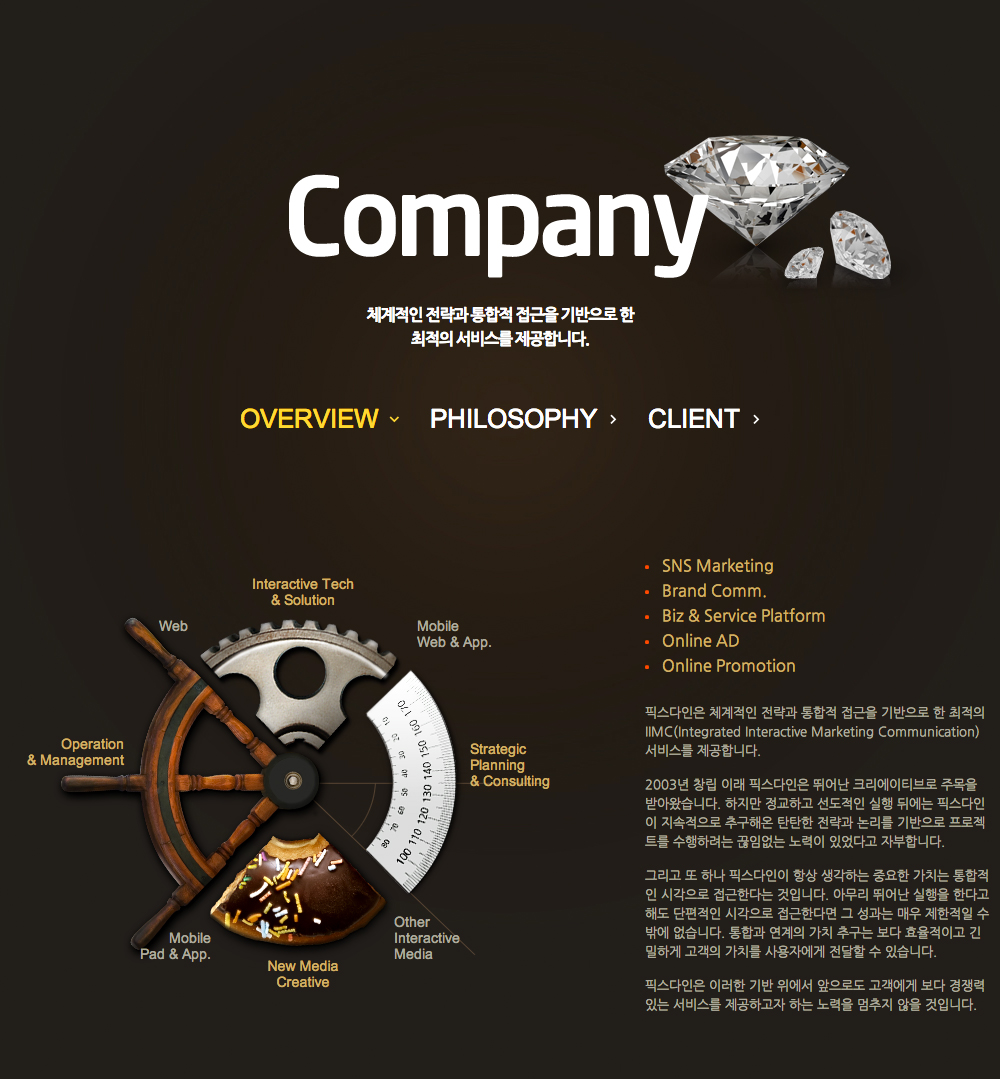 Company
체계적인 전략과 통합적 접근을 기반으로 한
최적의 서비스를 제공합니다.
OVERVIEW
PHILOSOPHY
CLIENT
Interactive Tech
& Solution
Web
Mobile
Web & App.
Operation
& Management
Strategic
Planning
& Consulting
170
160
150
140
130
120
110
100
10
20
30
40
50
60
70
80
Mobile
Pad & App.
Other
Interactive
Media
New Media
Creative
SNS Marketing
Brand Comm.
Biz & Service Platform
Online AD
Online Promotion
픽스다인은 체계적인 전략과 통합적 접근을 기반으로 한 최적의
IIMC(Integrated Interactive Marketing Communication)
서비스를 제공합니다.
2003년 창립 이래 픽스다인은 뛰어난 크리에이티브로 주목을
받아왔습니다. 하지만 정교하고 선도적인 실행 뒤에는 픽스다인
이 지속적으로 추구해온 탄탄한 전략과 논리를 기반으로 프로젝
트를 수행하려는 끊임없는 노력이 있었다고 자부합니다.
그리고 또 하나 픽스다인이 항상 생각하는 중요한 가치는 통합적
인 시각으로 접근한다는 것입니다. 아무리 뛰어난 실행을 한다고
해도 단편적인 시각으로 접근한다면 그 성과는 매우 제한적일 수
밖에 없습니다. 통합과 연계의 가치 추구는 보다 효율적이고 긴
밀하게 고객의 가치를 사용자에게 전달할 수 있습니다.
픽스다인은 이러한 기반 위에서 앞으로도 고객에게 보다 경쟁력
있는 서비스를 제공하고자 하는 노력을 멈추지 않을 것입니다.